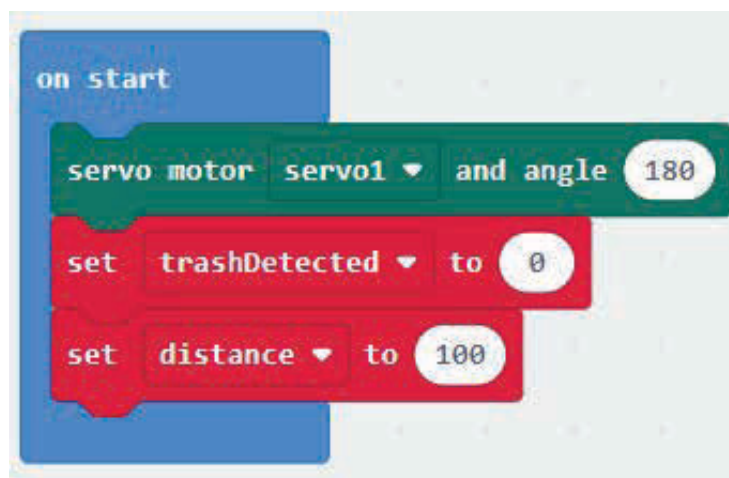 on start
servo motor servo1 and angle 180
set trashDetected to 0
set distance to 100